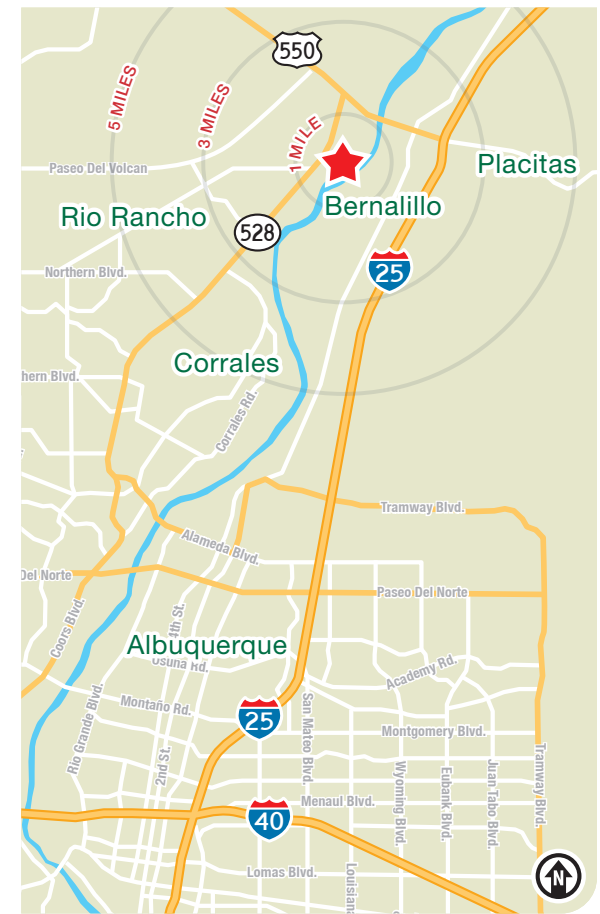 550
5 MILES
3 MILES
1 MILE
Paseo Del Volcan
Placitas
Rio Rancho
Bernalillo
528
25
Northern Blvd.
Corrales
hern Blvd.
Corrales Rd.
Tramway Blvd.
Alameda Blvd.
Del Norte
Paseo Del Norte
Coors Blvd.
4th St.
Albuquerque
Osuna Rd.
Academy Rd.
Montaño Rd.
Rio Grande Blvd.
25
San Mateo Blvd.
Montgomery Blvd.
2nd St.
Wyoming Blvd.
Eubank Blvd.
Juan Tabo Blvd.
Tramway Blvd.
Menaul Blvd.
40
Lomas Blvd.
Louisiana
N